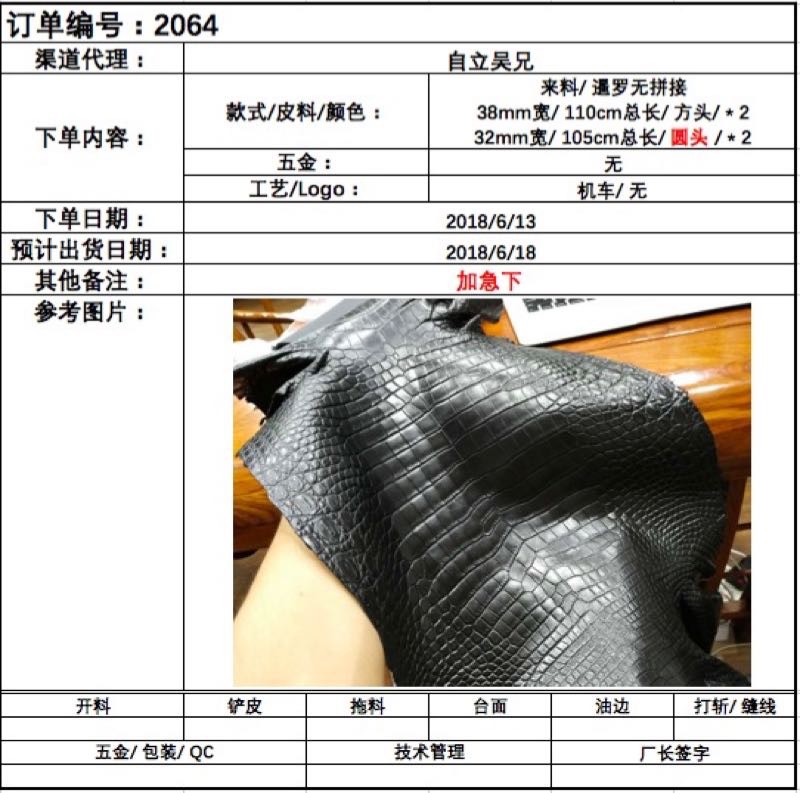 订单编号：2064
渠道代理：
自立吴兄
下单内容：
款式/皮料/颜色：
来料/ 暹罗无拼接
38mm宽/ 110cm总长/ 方头/ * 2
32mm宽/ 105cm总长/ 圆头 / * 2
五金：
无
工艺/Logo：
机车/ 无
下单日期：
2018/6/13
预计出货日期：
2018/6/18
其他备注：
加急下
参考图片：
开料
铲皮
拖料
台面
油边
打斩/ 缝线
五金/ 包装/ QC
技术管理
厂长签字